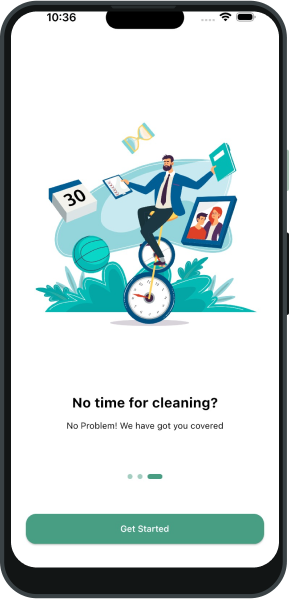 10:36
30
No time for cleaning?
No Problem! We have got you covered
Get Started